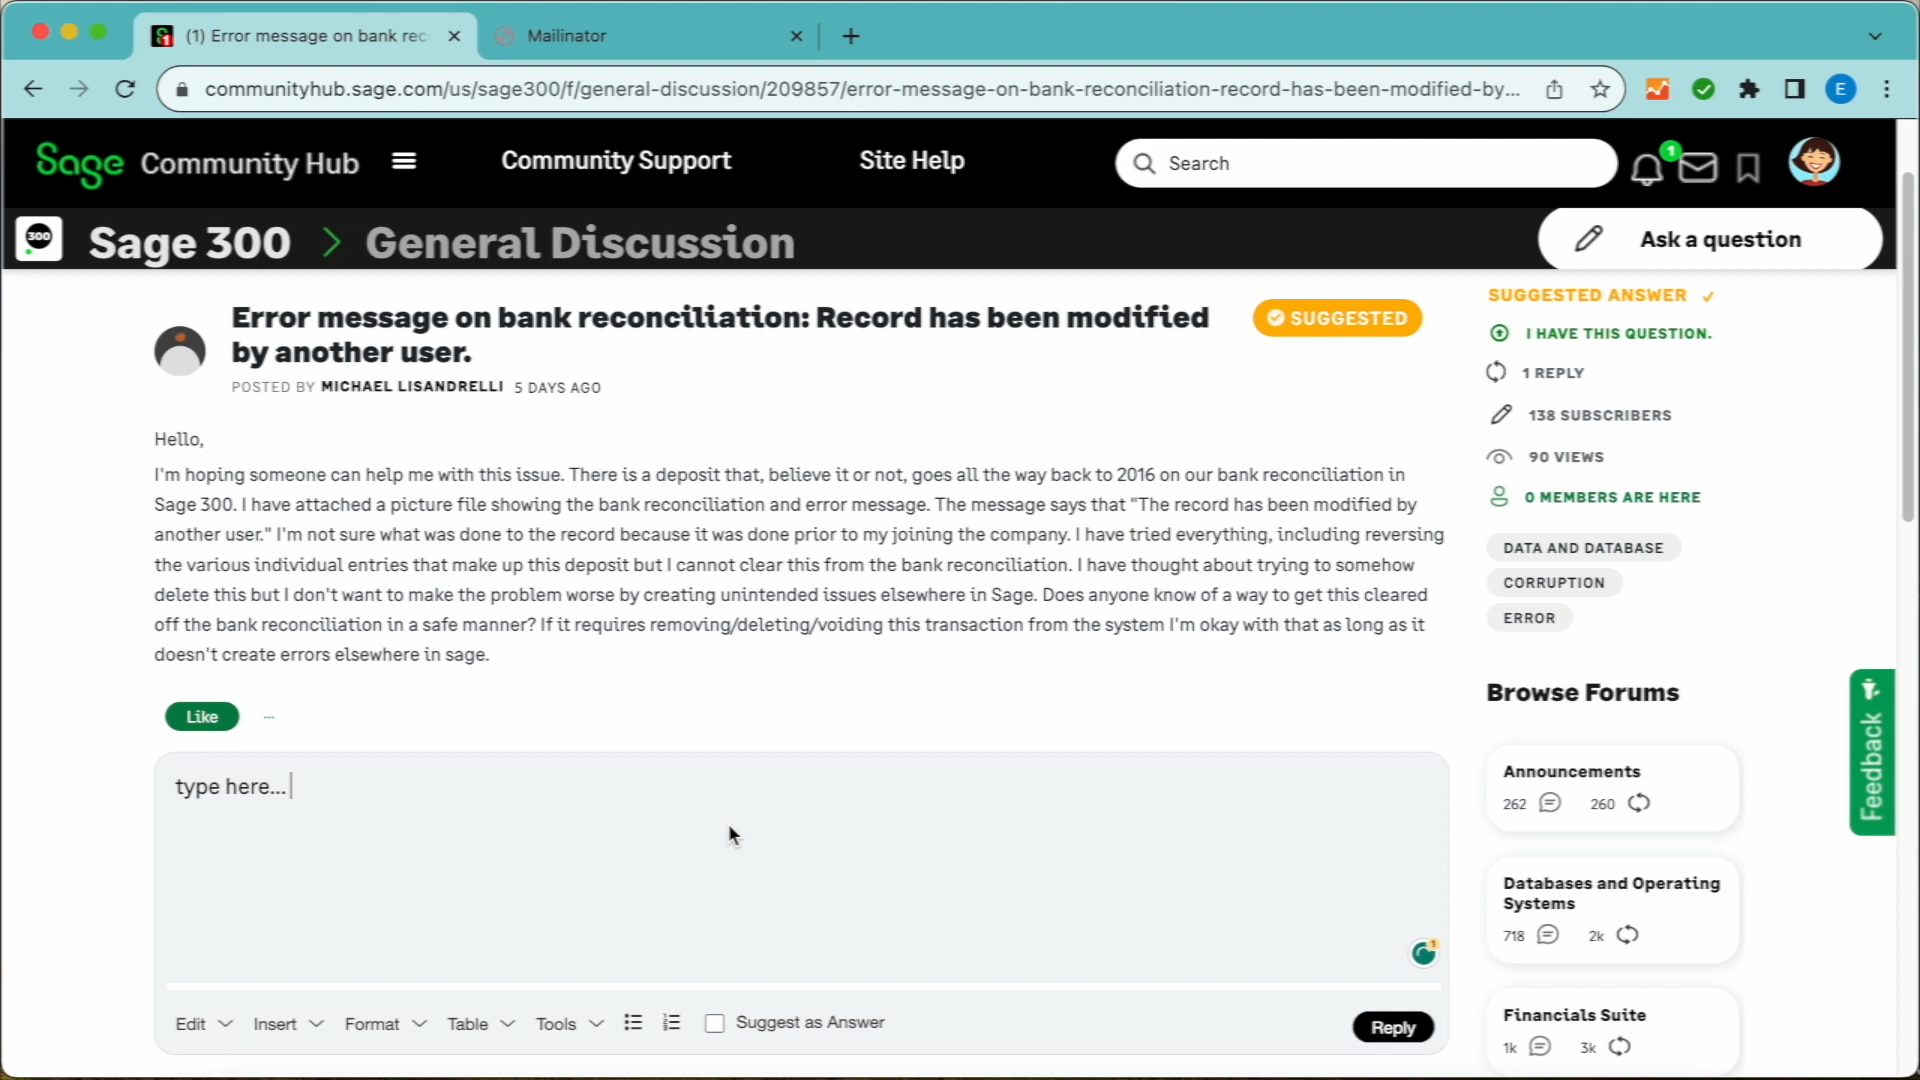 (1) Error message on bank rec
Mailinator
communityhub.sage.com/us/sage300/f/general-discussion/209857/error-message-on-bank-reconciliation-record-has-been-modified-by...
E
Sage Community Hub
Community Support
Site Help
Search
1
300
Sage 300 > General Discussion
Ask a question
Error message on bank reconciliation: Record has been modified
by another user.
SUGGESTED
POSTED BY MICHAEL LISANDRELLI 5 DAYS AGO
Hello,
I'm hoping someone can help me with this issue. There is a deposit that, believe it or not, goes all the way back to 2016 on our bank reconciliation in
Sage 300. I have attached a picture file showing the bank reconciliation and error message. The message says that "The record has been modified by
another user." I'm not sure what was done to the record because it was done prior to my joining the company. I have tried everything, including reversing
the various individual entries that make up this deposit but I cannot clear this from the bank reconciliation. I have thought about trying to somehow
delete this but I don't want to make the problem worse by creating unintended issues elsewhere in Sage. Does anyone know of a way to get this cleared
off the bank reconciliation in a safe manner? If it requires removing/deleting/voiding this transaction from the system I'm okay with that as long as it
doesn't create errors elsewhere in sage.
Like
...
type here...
1
Edit
Insert
Format
Table
Tools
Suggest as Answer
Reply
SUGGESTED ANSWER
I HAVE THIS QUESTION.
1 REPLY
138 SUBSCRIBERS
90 VIEWS
0 MEMBERS ARE HERE
DATA AND DATABASE
CORRUPTION
ERROR
Browse Forums
Announcements
262 260
Databases and Operating
Systems
718 2k
Financials Suite
1k 3k
Feedback